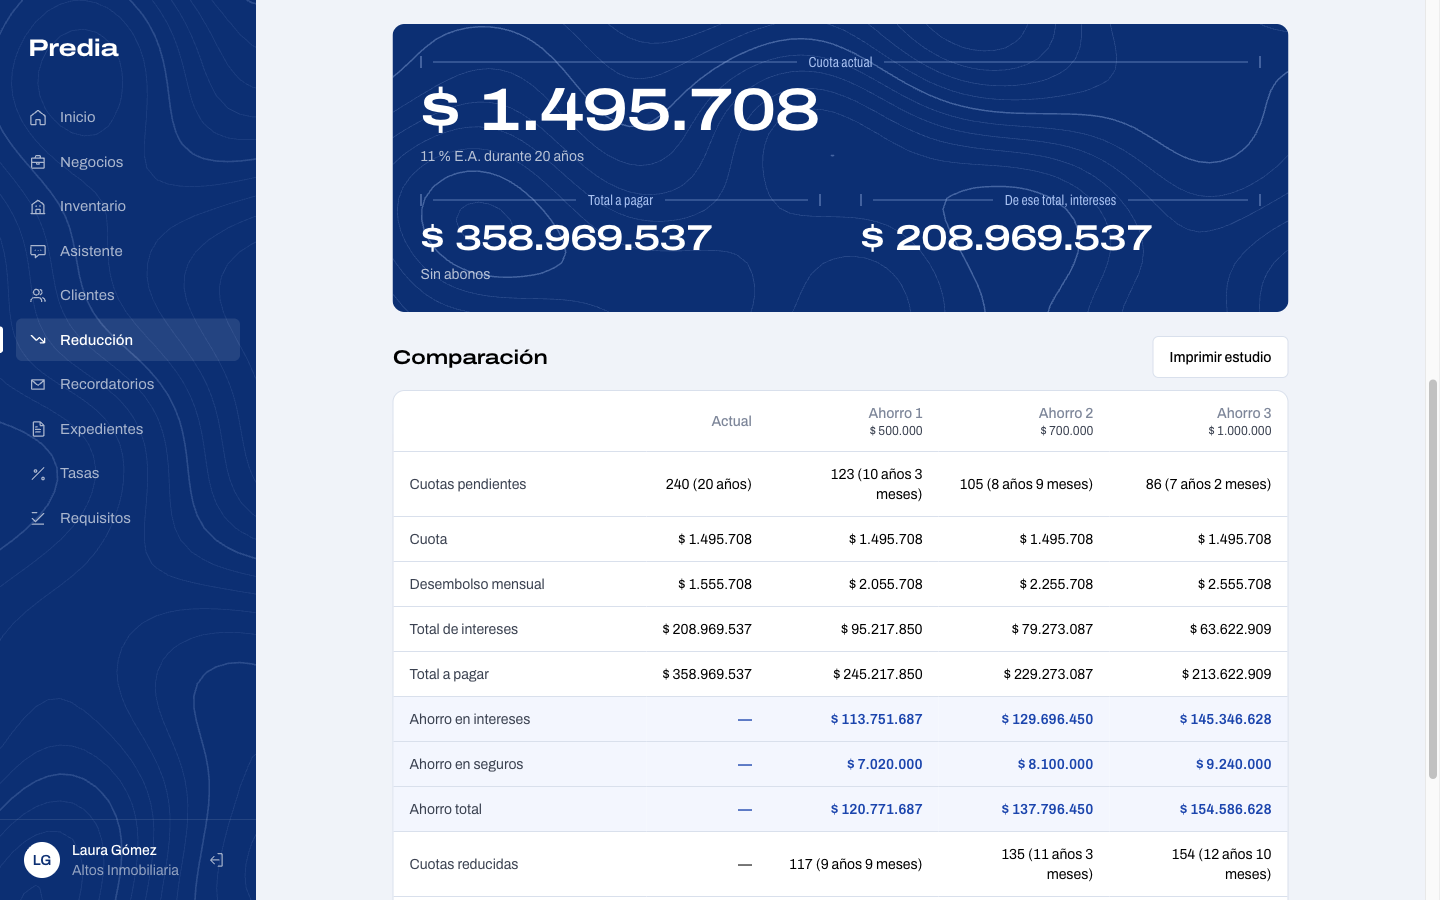 Predia
Inicio
Negocios
Inventario
Asistente
Clientes
Reducción
Recordatorios
Expedientes
Tasas
Requisitos
LG
Laura Gómez
Altos Inmobiliaria
Cuota actual
$ 1.495.708
11 % E.A. durante 20 años
-
Total a pagar
$ 358.969.537
Sin abonos
De ese total, intereses
$ 208.969.537
Comparación
Imprimir estudio
Actual
Ahorro 1
$ 500.000
Ahorro 2
$ 700.000
Ahorro 3
$ 1.000.000
Cuotas pendientes
240 (20 años)
123 (10 años 3
meses)
105 (8 años 9 meses)
86 (7 años 2 meses)
Cuota
$ 1.495.708
$ 1.495.708
$ 1.495.708
$ 1.495.708
Desembolso mensual
$ 1.555.708
$ 2.055.708
$ 2.255.708
$ 2.555.708
Total de intereses
$ 208.969.537
$ 95.217.850
$ 79.273.087
$ 63.622.909
Total a pagar
$ 358.969.537
$ 245.217.850
$ 229.273.087
$ 213.622.909
Ahorro en intereses
—
$ 113.751.687
$ 129.696.450
$ 145.346.628
Ahorro en seguros
—
$ 7.020.000
$ 8.100.000
$ 9.240.000
Ahorro total
—
$ 120.771.687
$ 137.796.450
$ 154.586.628
Cuotas reducidas
—
117 (9 años 9 meses)
135 (11 años 3
meses)
154 (12 años 10
meses)